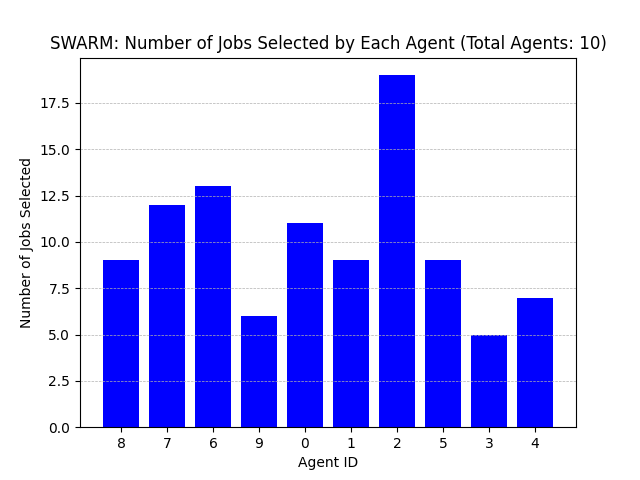 SWARM: Number of Jobs Selected by Each Agent (Total Agents: 10)
Number of Jobs Selected
17.5
15.0
12.5
10.0
7.5
5.0
2.5
0.0
8 7 6 9 0 1 2 5 3 4
Agent ID